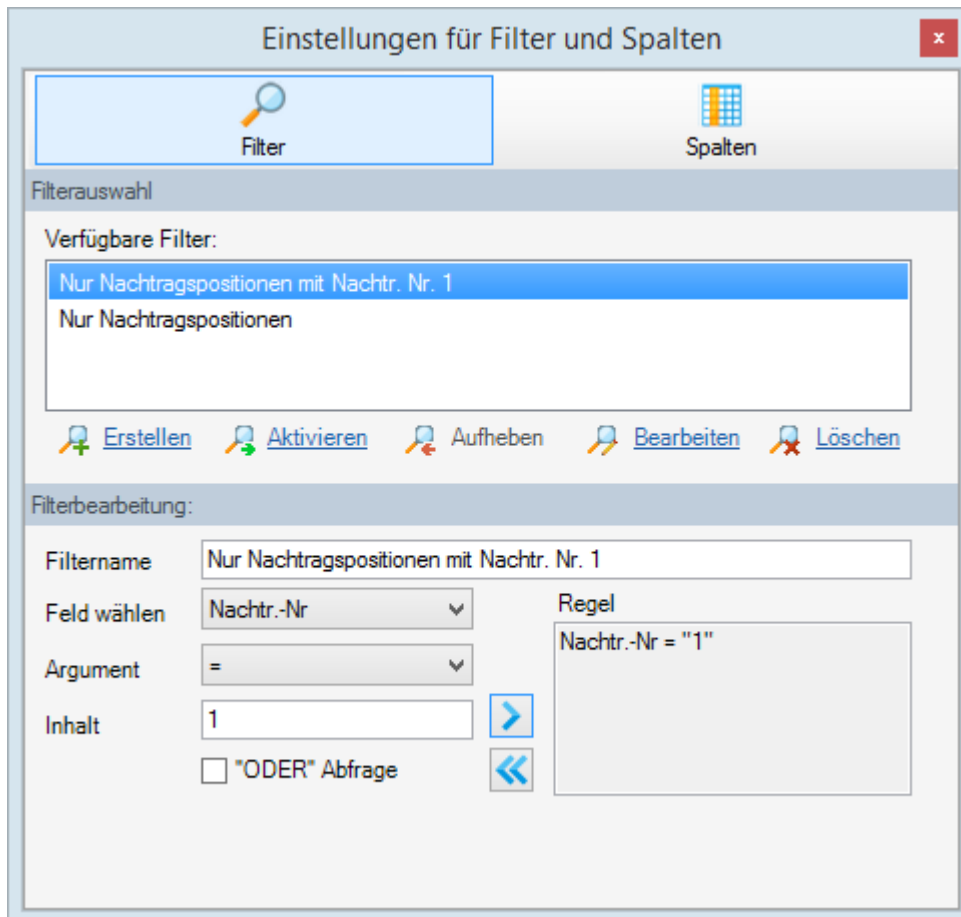 Einstellungen für Filter und Spalten
x
Filter
Spalten
Filterauswahl
Verfügbare Filter:
Nur Nachtragspositionen mit Nachtr. Nr. 1
Nur Nachtragspositionen
Erstellen Aktivieren Aufheben Bearbeiten Löschen
Filterbearbeitung:
Filtername Nur Nachtragspositionen mit Nachtr. Nr. 1
Feld wählen Nachtr.-Nr
Argument =
Inhalt 1
"ODER" Abfrage
Regel
Nachtr.-Nr = "1"